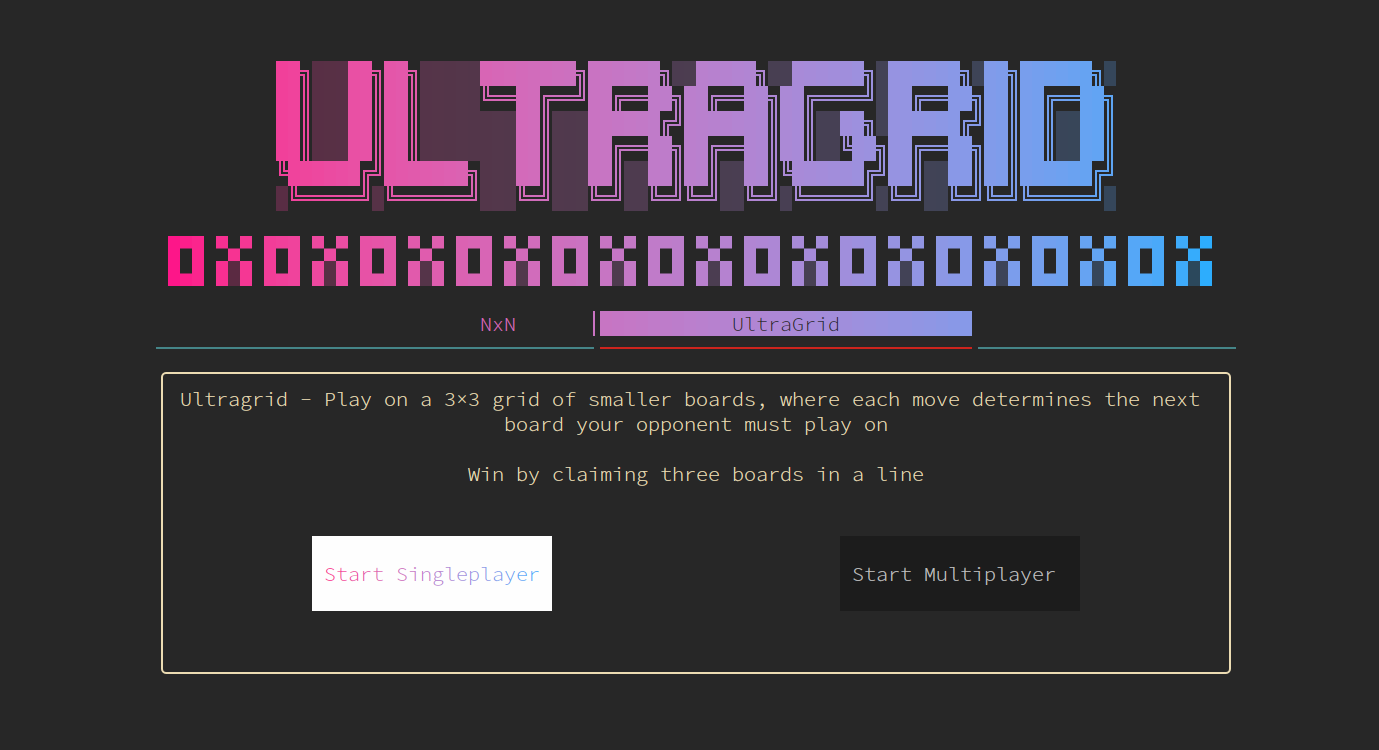 ULTRAGRID
OXOXOXOXOXOXOXOXOXOXOX
NxN
UltraGrid
Ultragrid - Play on a 3×3 grid of smaller boards, where each move determines the next
board your opponent must play on
Win by claiming three boards in a line
Start Singleplayer
Start Multiplayer